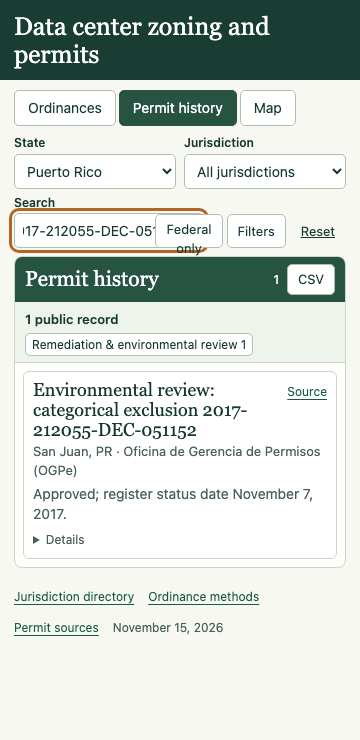 Data center zoning and
permits
Ordinances
Permit history
Map
State
Jurisdiction
Puerto Rico
All jurisdictions
Search
17-212055-DEC-051
Federal
only
Filters
Reset
Permit history
1
CSV
1 public record
Remediation & environmental review 1
Environmental review:
categorical exclusion 2017-
212055-DEC-051152
Source
San Juan, PR · Oficina de Gerencia de Permisos
(OGPe)
Approved; register status date November 7,
2017.
Details
Jurisdiction directory
Ordinance methods
Permit sources
November 15, 2026